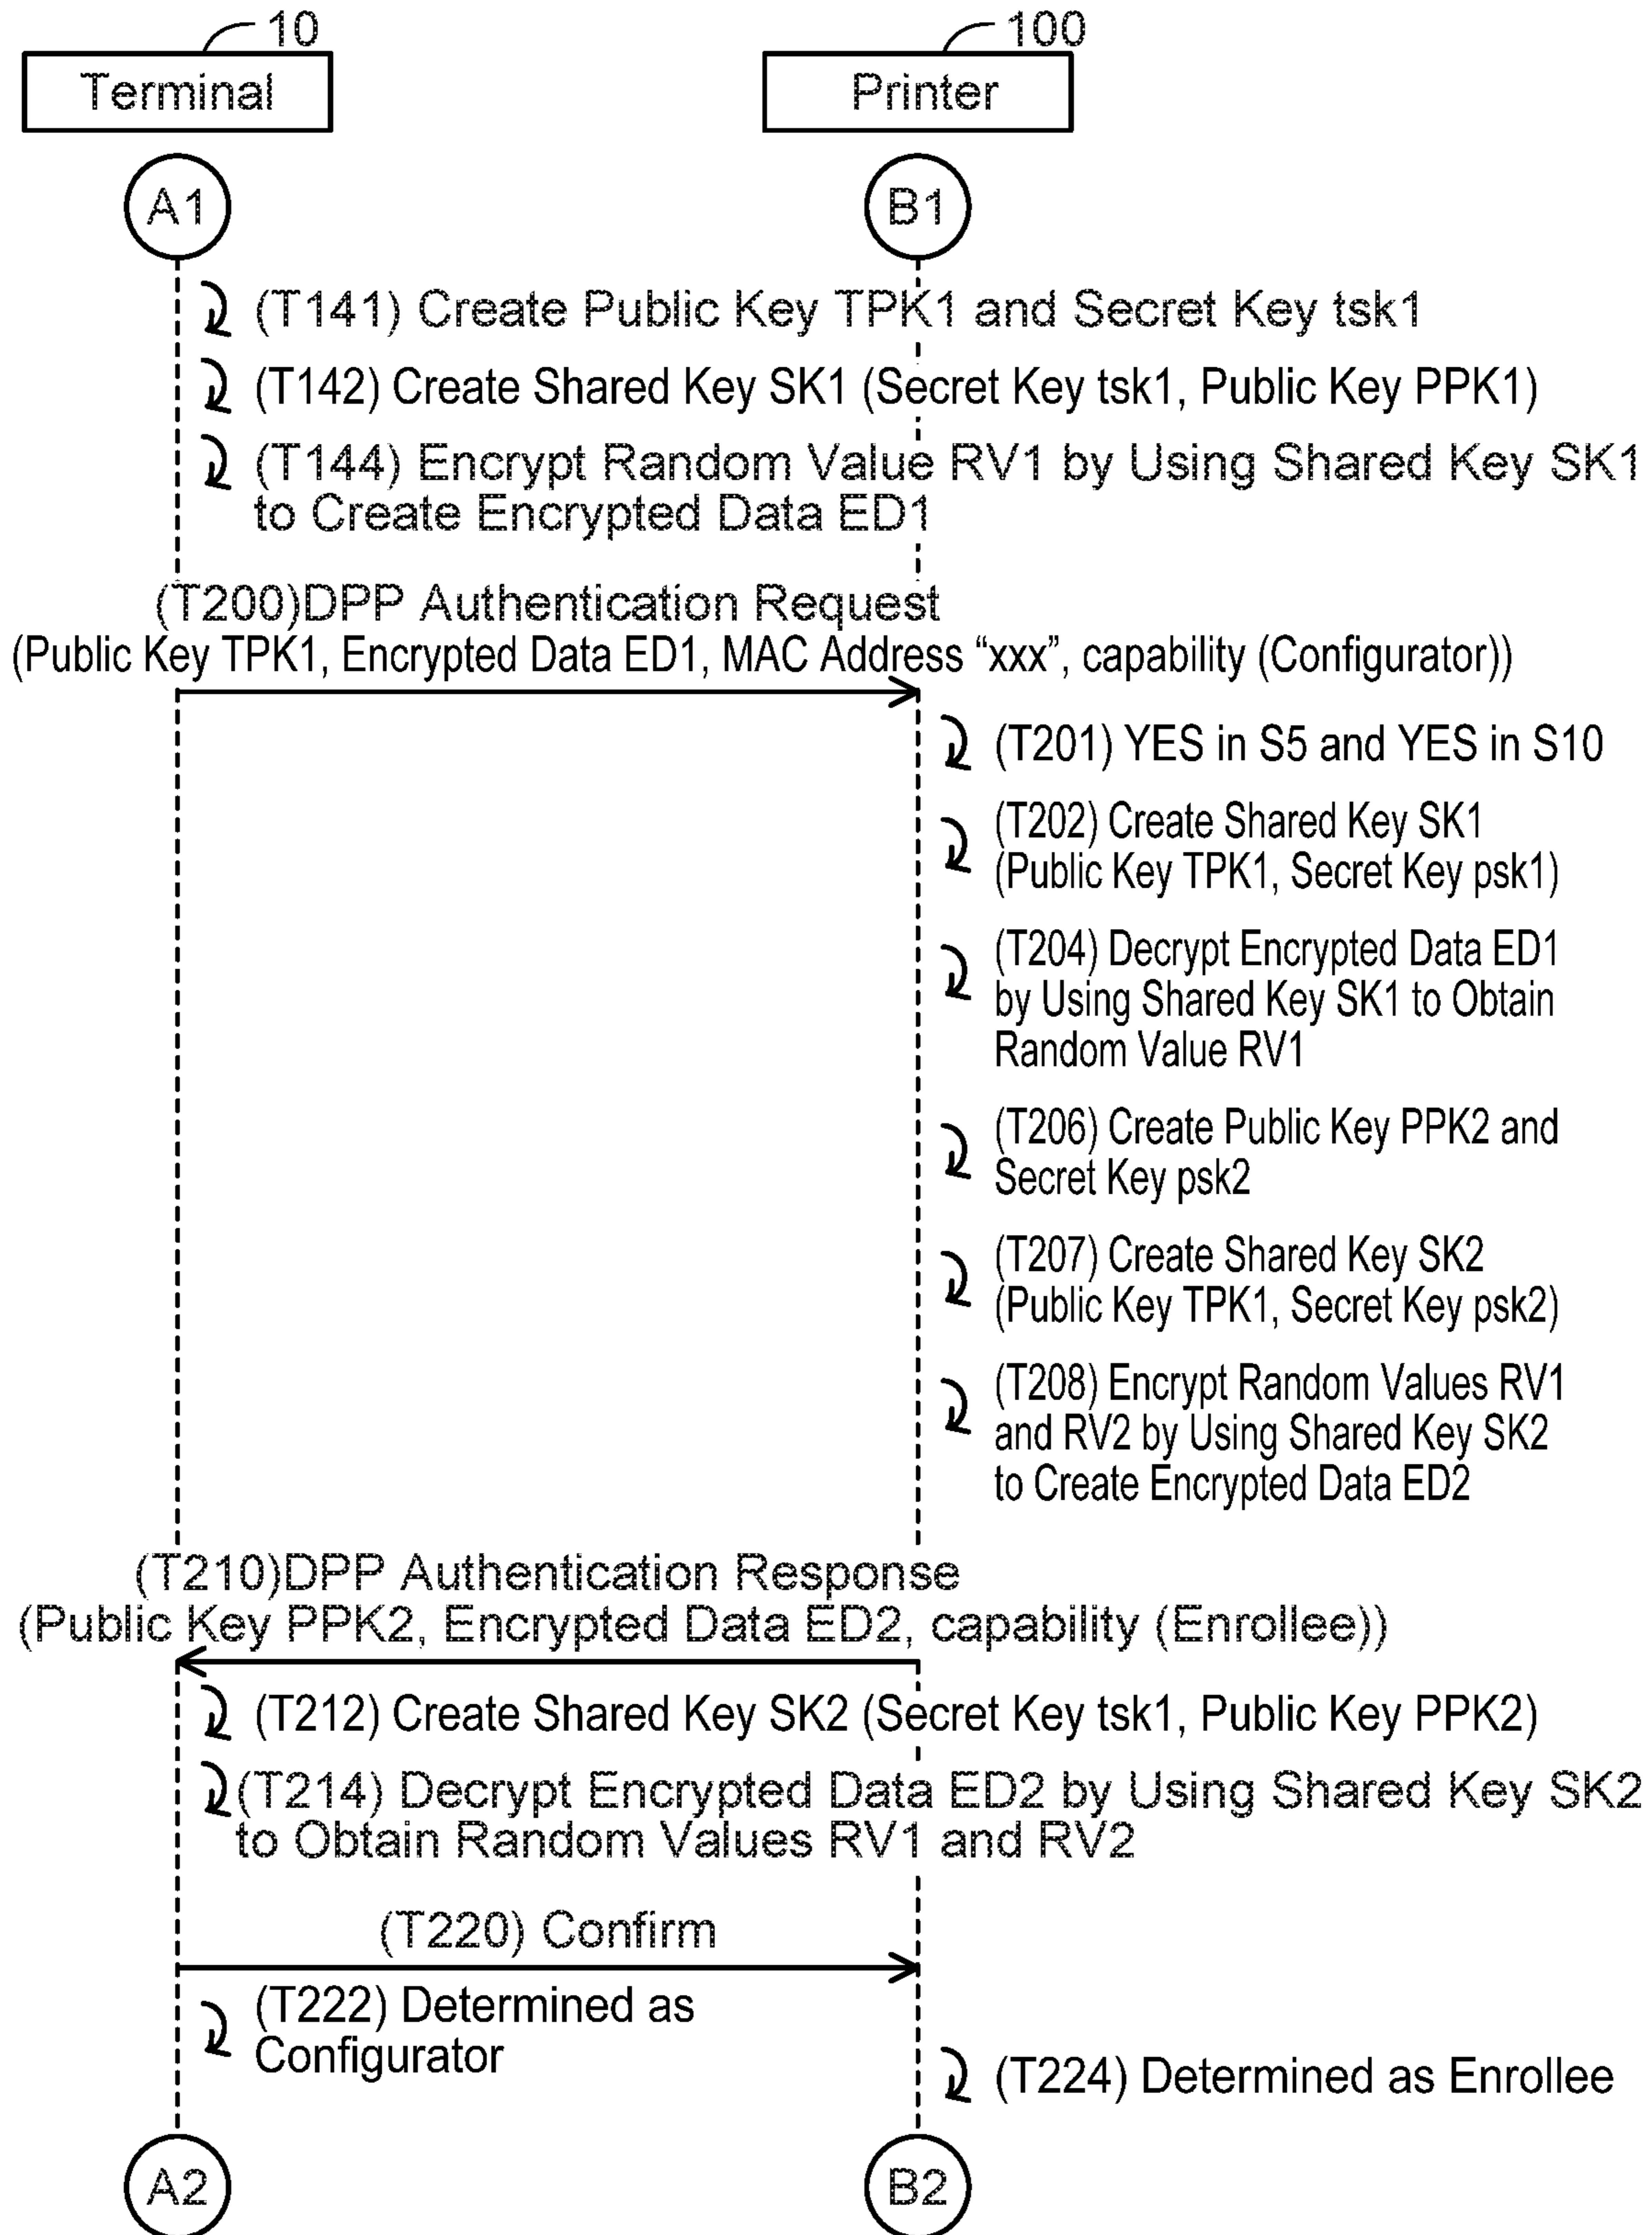 10
100
Terminal
Printer
A1
B1
(T141) Create Public Key TPK1 and Secret Key tsk1
(T142) Create Shared Key SK1 (Secret Key tsk1, Public Key PPK1)
(T144) Encrypt Random Value RV1 by Using Shared Key SK1
to Create Encrypted Data ED1
(T200)DPP Authentication Request
(Public Key TPK1, Encrypted Data ED1, MAC Address “xxx”, capability (Configurator))
(T201) YES in S5 and YES in S10
(T202) Create Shared Key SK1
(Public Key TPK1, Secret Key psk1)
(T204) Decrypt Encrypted Data ED1
by Using Shared Key SK1 to Obtain
Random Value RV1
(T206) Create Public Key PPK2 and
Secret Key psk2
(T207) Create Shared Key SK2
(Public Key TPK1, Secret Key psk2)
(T208) Encrypt Random Values RV1
and RV2 by Using Shared Key SK2
to Create Encrypted Data ED2
(T210)DPP Authentication Response
(Public Key PPK2, Encrypted Data ED2, capability (Enrollee))
(T212) Create Shared Key SK2 (Secret Key tsk1, Public Key PPK2)
(T214) Decrypt Encrypted Data ED2 by Using Shared Key SK2
to Obtain Random Values RV1 and RV2
(T220) Confirm
(T222) Determined as
Configurator
(T224) Determined as Enrollee
A2
B2